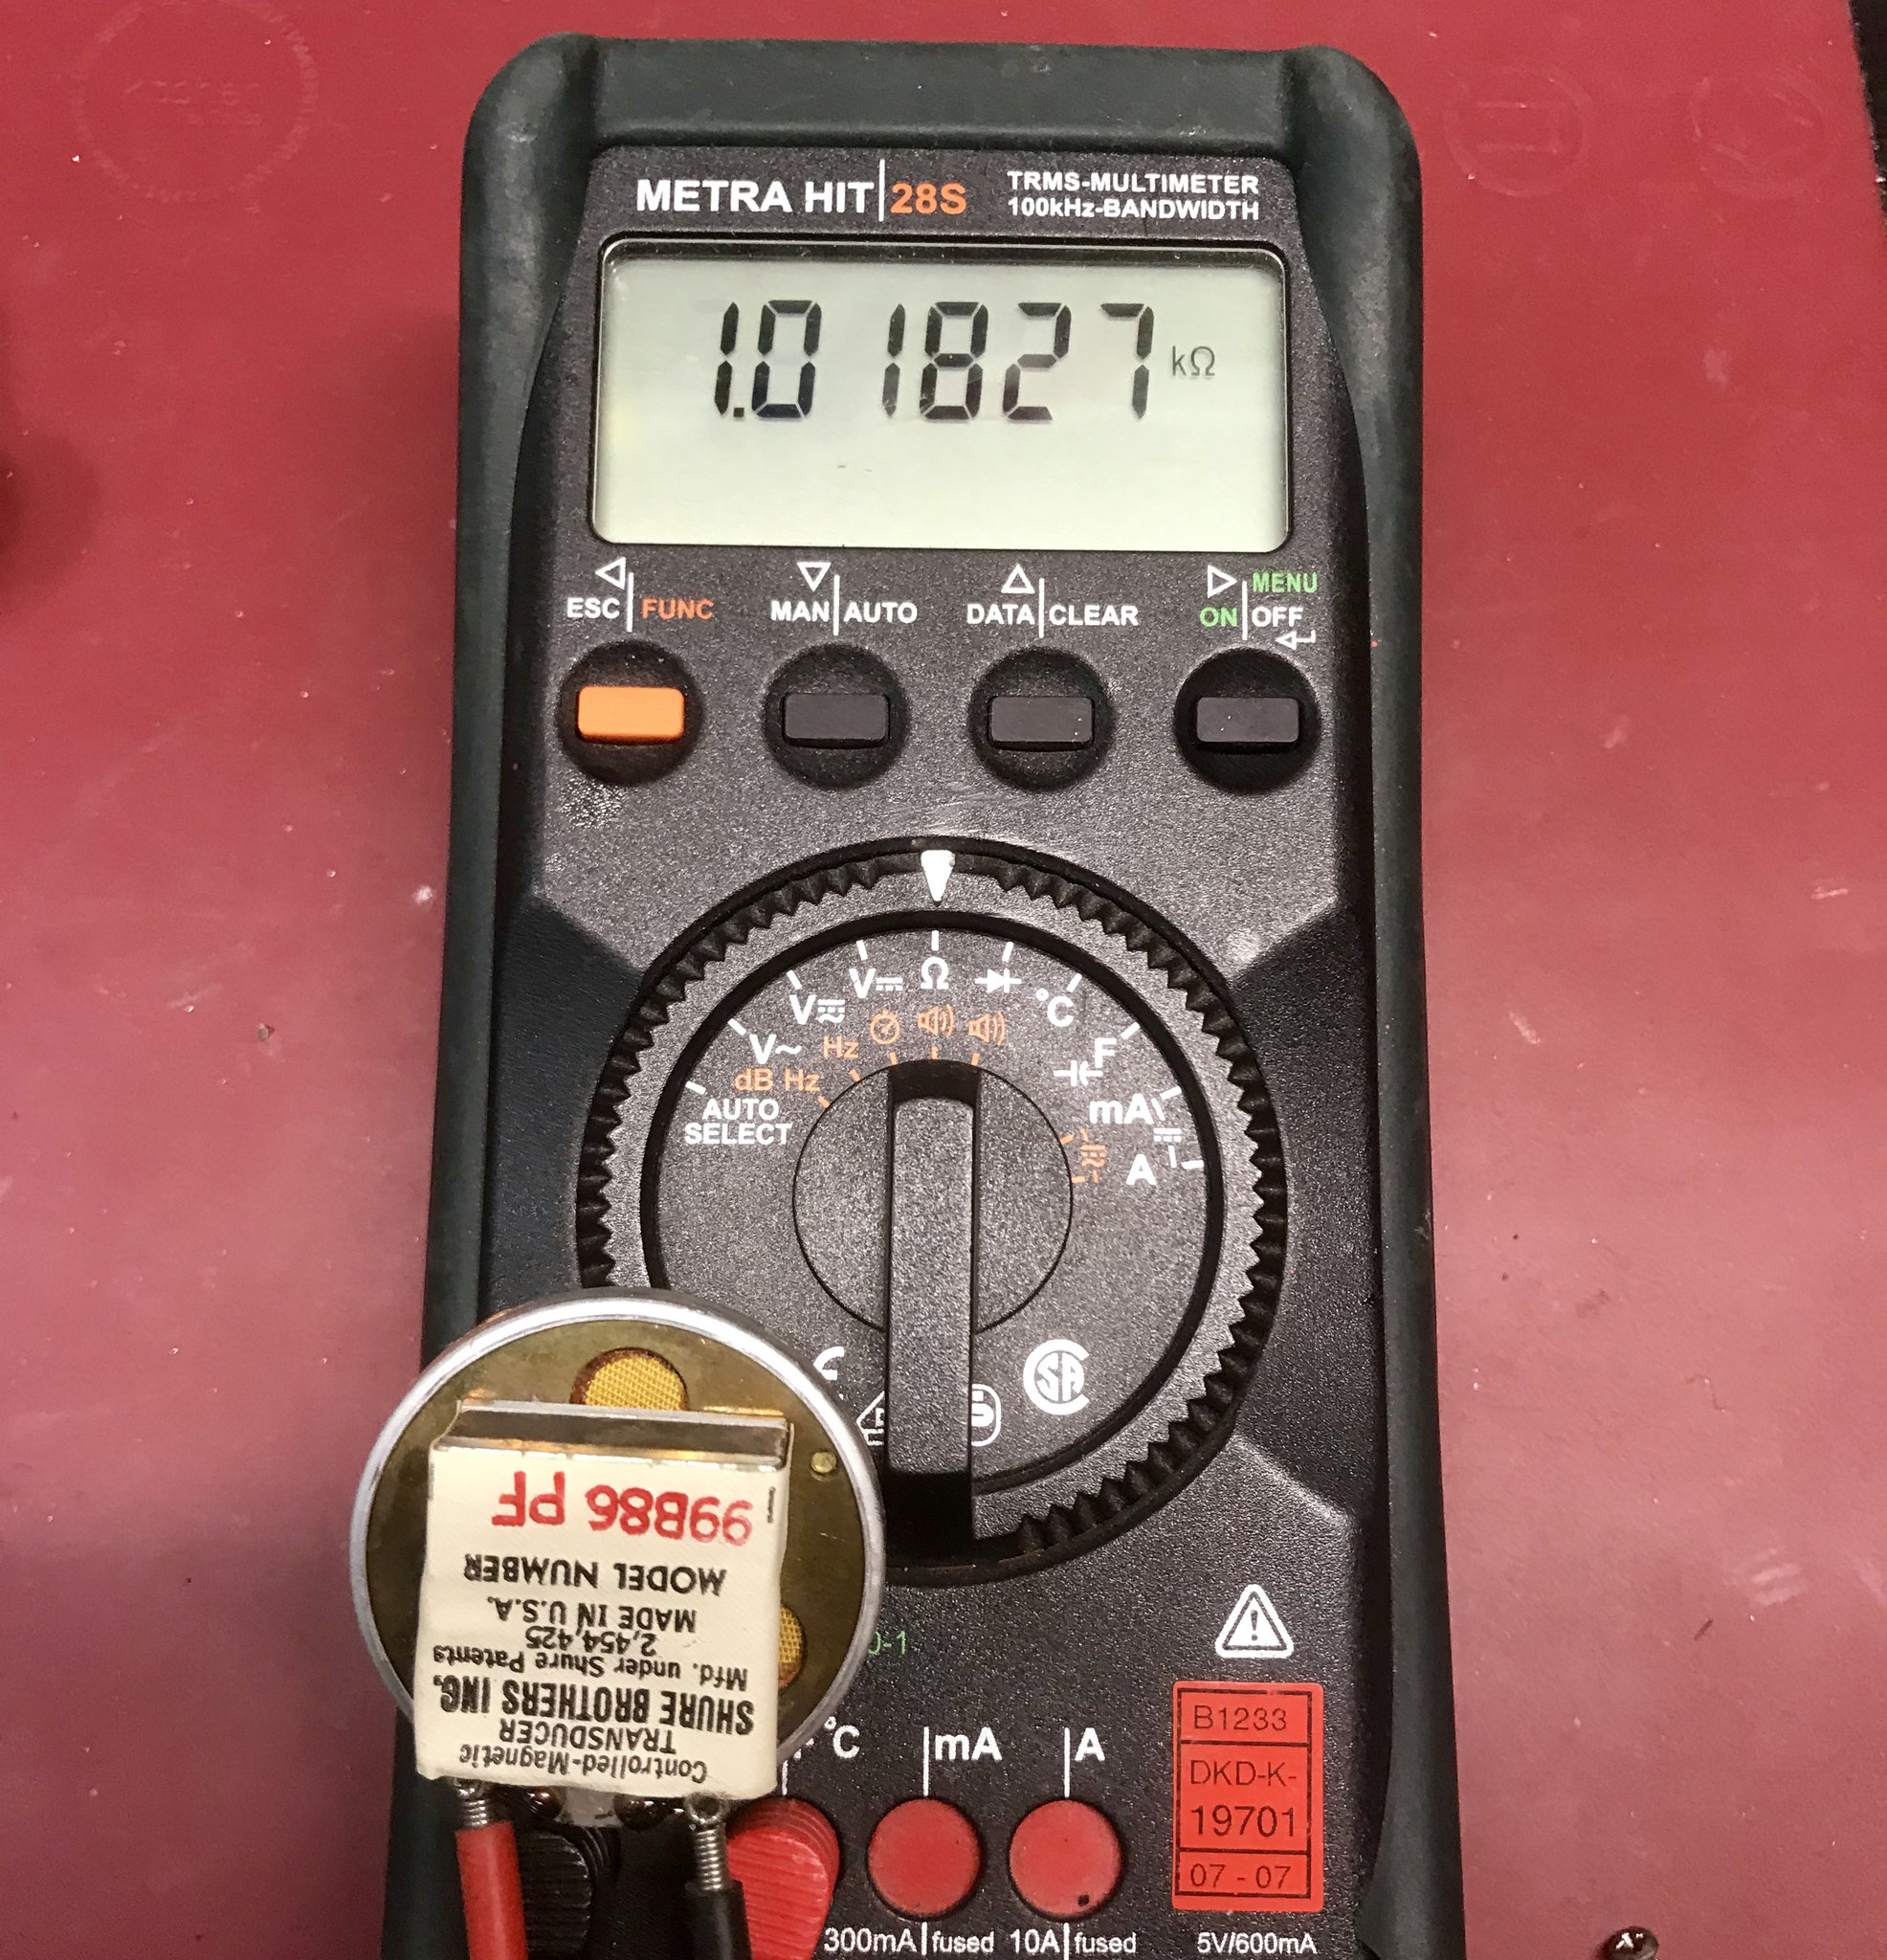 METRA HIT|28S
TRMS-MULTIMETER
100kHz-BANDWIDTH
1.01827 kΩ
ESC|FUNC
MAN|AUTO
DATA|CLEAR
MENU
ON|OFF
V⎓
Ω
°C
V
Hz
F
V~
dB Hz
mA
AUTO
SELECT
A
Controlled-Magnetic
TRANSDUCER
SHURE BROTHERS INC.
Mfd. under Shure Patents
2,454,425
MADE IN U.S.A.
MODEL NUMBER
99B86 PF
°C
mA
A
B1233
DKD-K-
19701
07 - 07
300mA|fused
10A|fused
5V/600mA